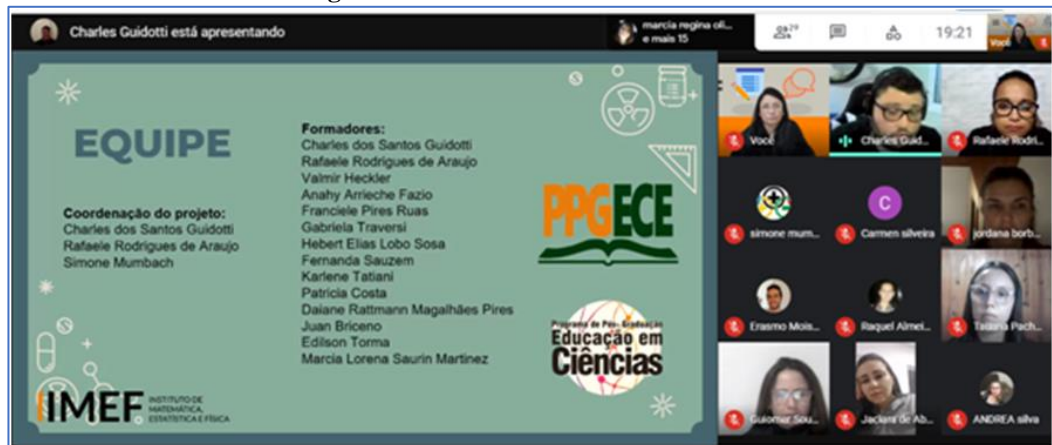 Charles Guidotti está apresentando
marcia regina oli...
e mais 15
29
19:21
Você
EQUIPE
Coordenação do projeto:
Charles dos Santos Guidotti
Rafaele Rodrigues de Araujo
Simone Mumbach
Formadores:
Charles dos Santos Guidotti
Rafaele Rodrigues de Araujo
Valmir Heckler
Anahy Arrieche Fazio
Franciele Pires Ruas
Gabriela Traversi
Hebert Elias Lobo Sosa
Fernanda Sauzem
Karlene Tatiani
Patricia Costa
Daiane Rattmann Magalhães Pires
Juan Briceno
Edilson Torma
Marcia Lorena Saurin Martinez
PPGECE
Programa de Pós-Graduação
Educação em
Ciências
IMEF
INSTITUTO DE
MATEMÁTICA,
ESTATÍSTICA E FÍSICA
Você
Charles Guid...
Rafaele Rodri...
simone mum...
C
Carmen silveira
jordana borb...
Erasmo Mois...
Raquel Almei...
Tatiana Pach...
Guiomar Sou...
Jaciara de Ab...
ANDREA silva